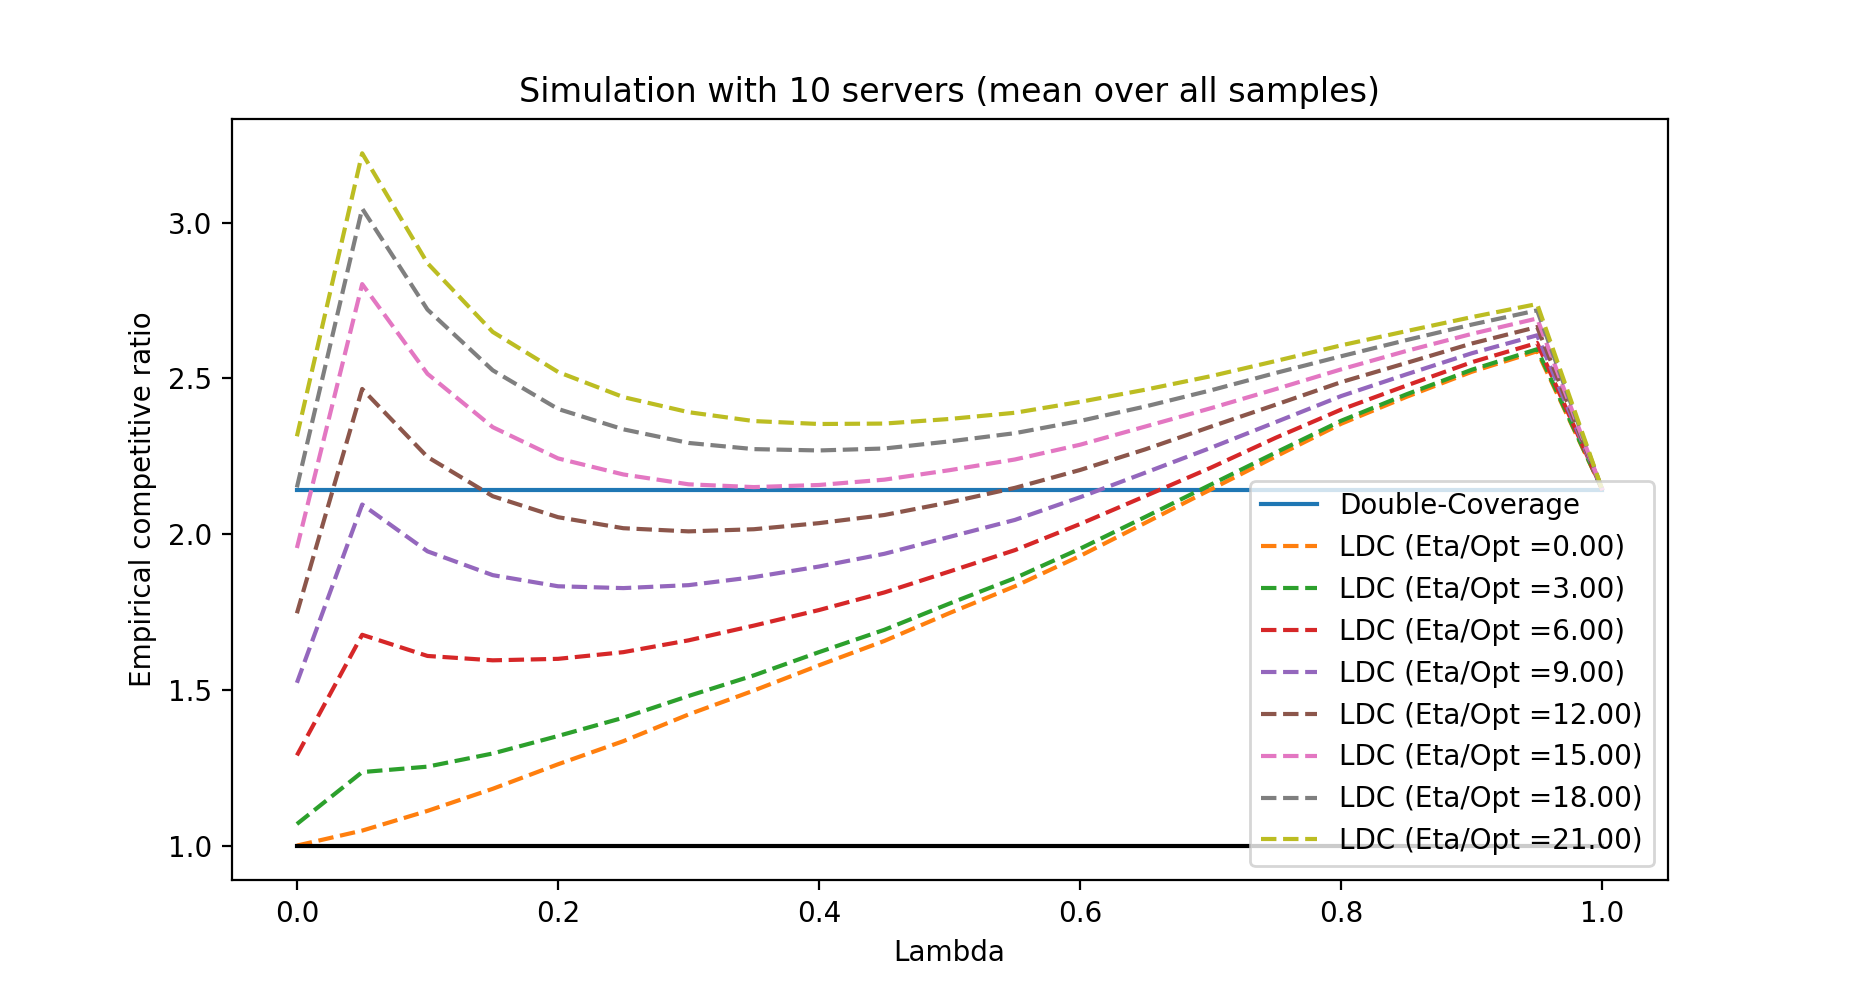 Simulation with 10 servers (mean over all samples)
Empirical competitive ratio
3.0
2.5
2.0
1.5
1.0
Double-Coverage
LDC (Eta/Opt =0.00)
LDC (Eta/Opt =3.00)
LDC (Eta/Opt =6.00)
LDC (Eta/Opt =9.00)
LDC (Eta/Opt =12.00)
LDC (Eta/Opt =15.00)
LDC (Eta/Opt =18.00)
LDC (Eta/Opt =21.00)
0.0 0.2 0.4 0.6 0.8 1.0
Lambda